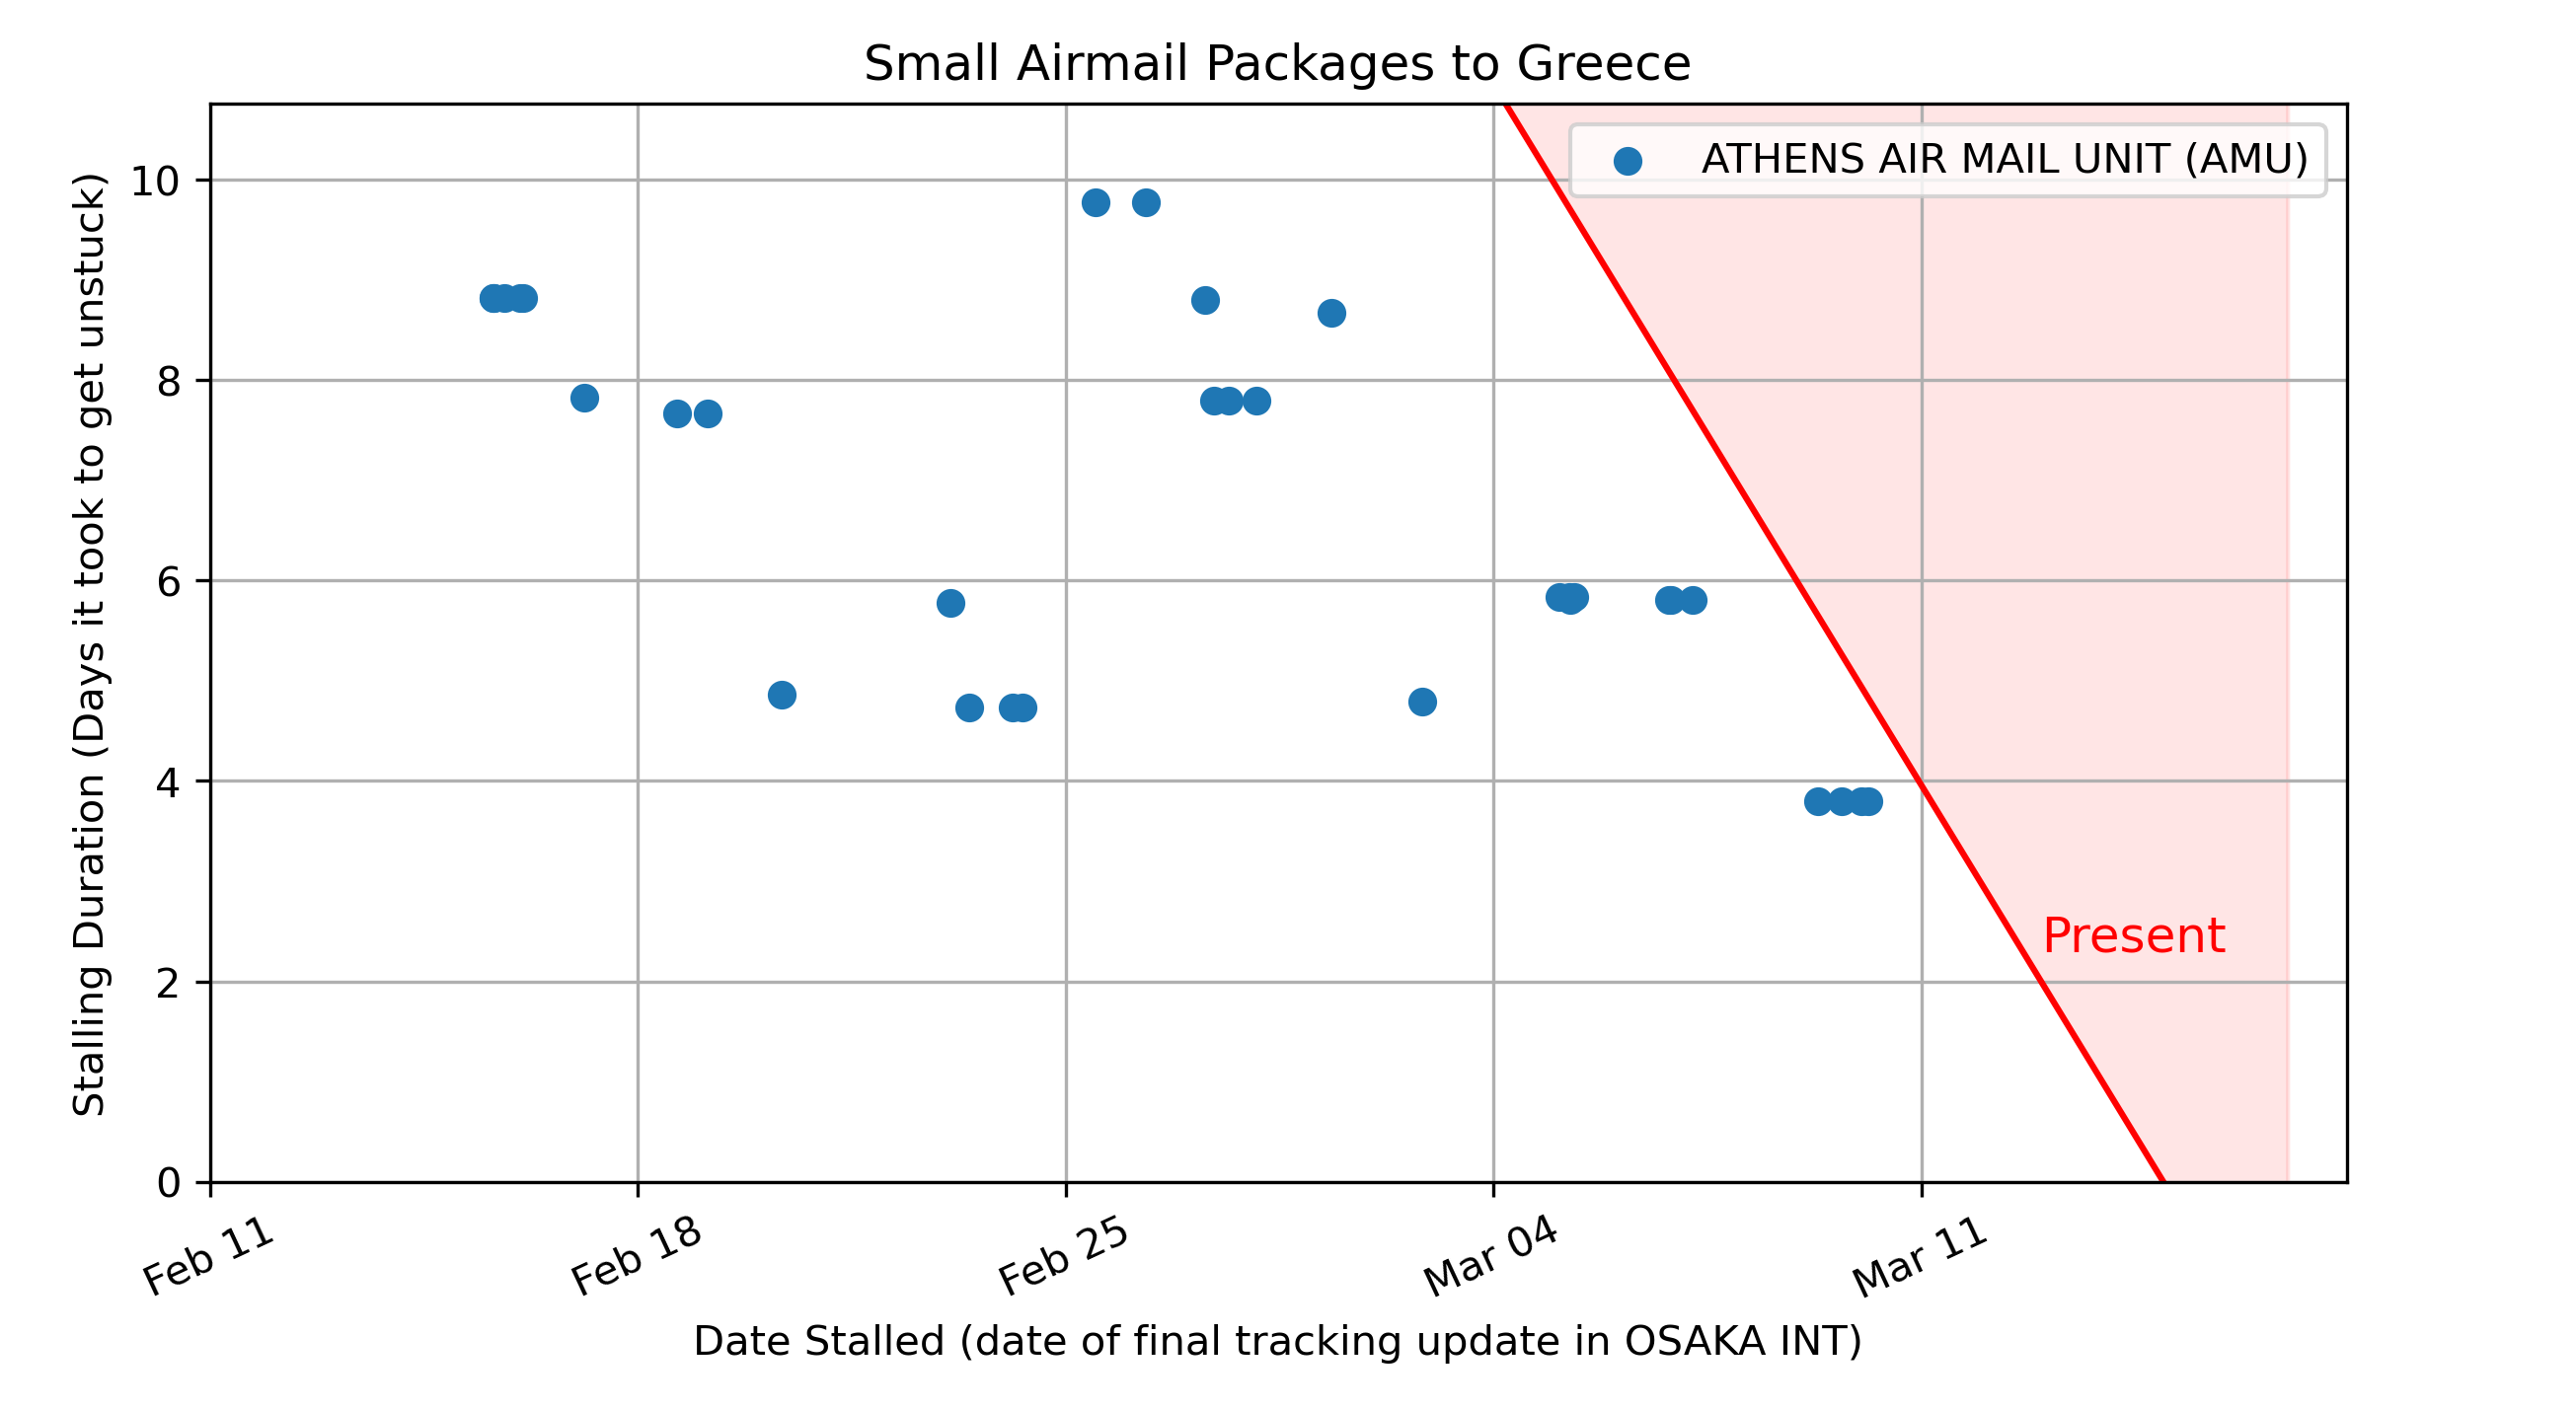 Small Airmail Packages to Greece
ATHENS AIR MAIL UNIT (AMU)
Stalling Duration (Days it took to get unstuck)
10
8
6
4
2
0
Present
Feb 11
Feb 18
Feb 25
Mar 04
Mar 11
Date Stalled (date of final tracking update in OSAKA INT)